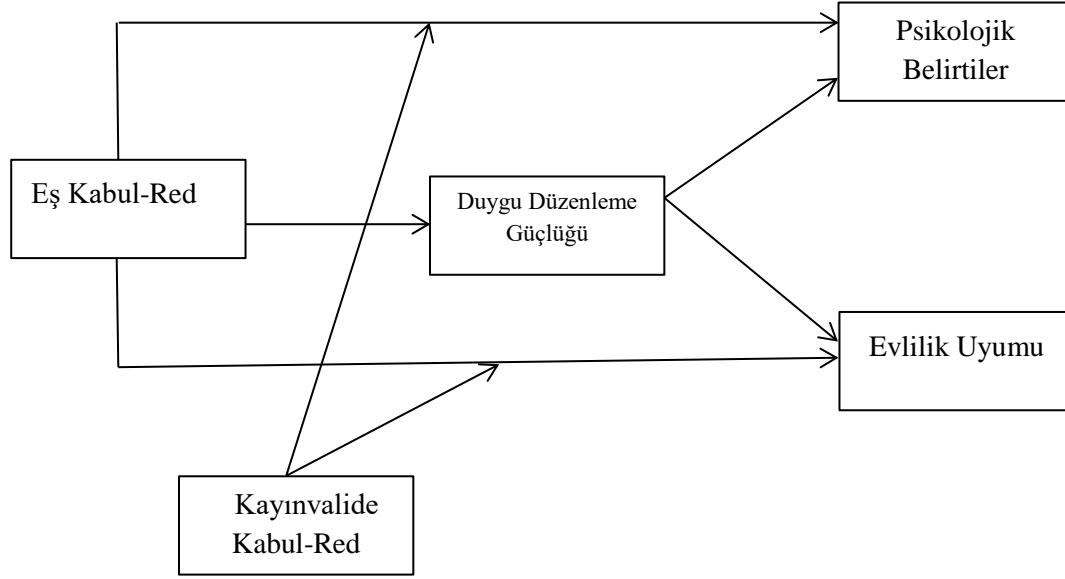 Psikolojik
Belirtiler
Eş Kabul-Red
Duygu Düzenleme
Güçlüğü
Evlilik Uyumu
Kayınvalide
Kabul-Red